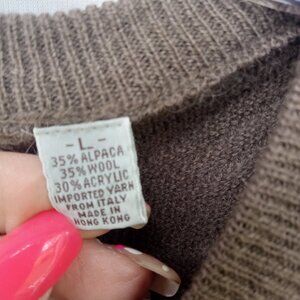 - L -
35% ALPACA
35% WOOL
30% ACRYLIC
IMPORTED YARN
FROM ITALY
MADE IN
HONG KONG